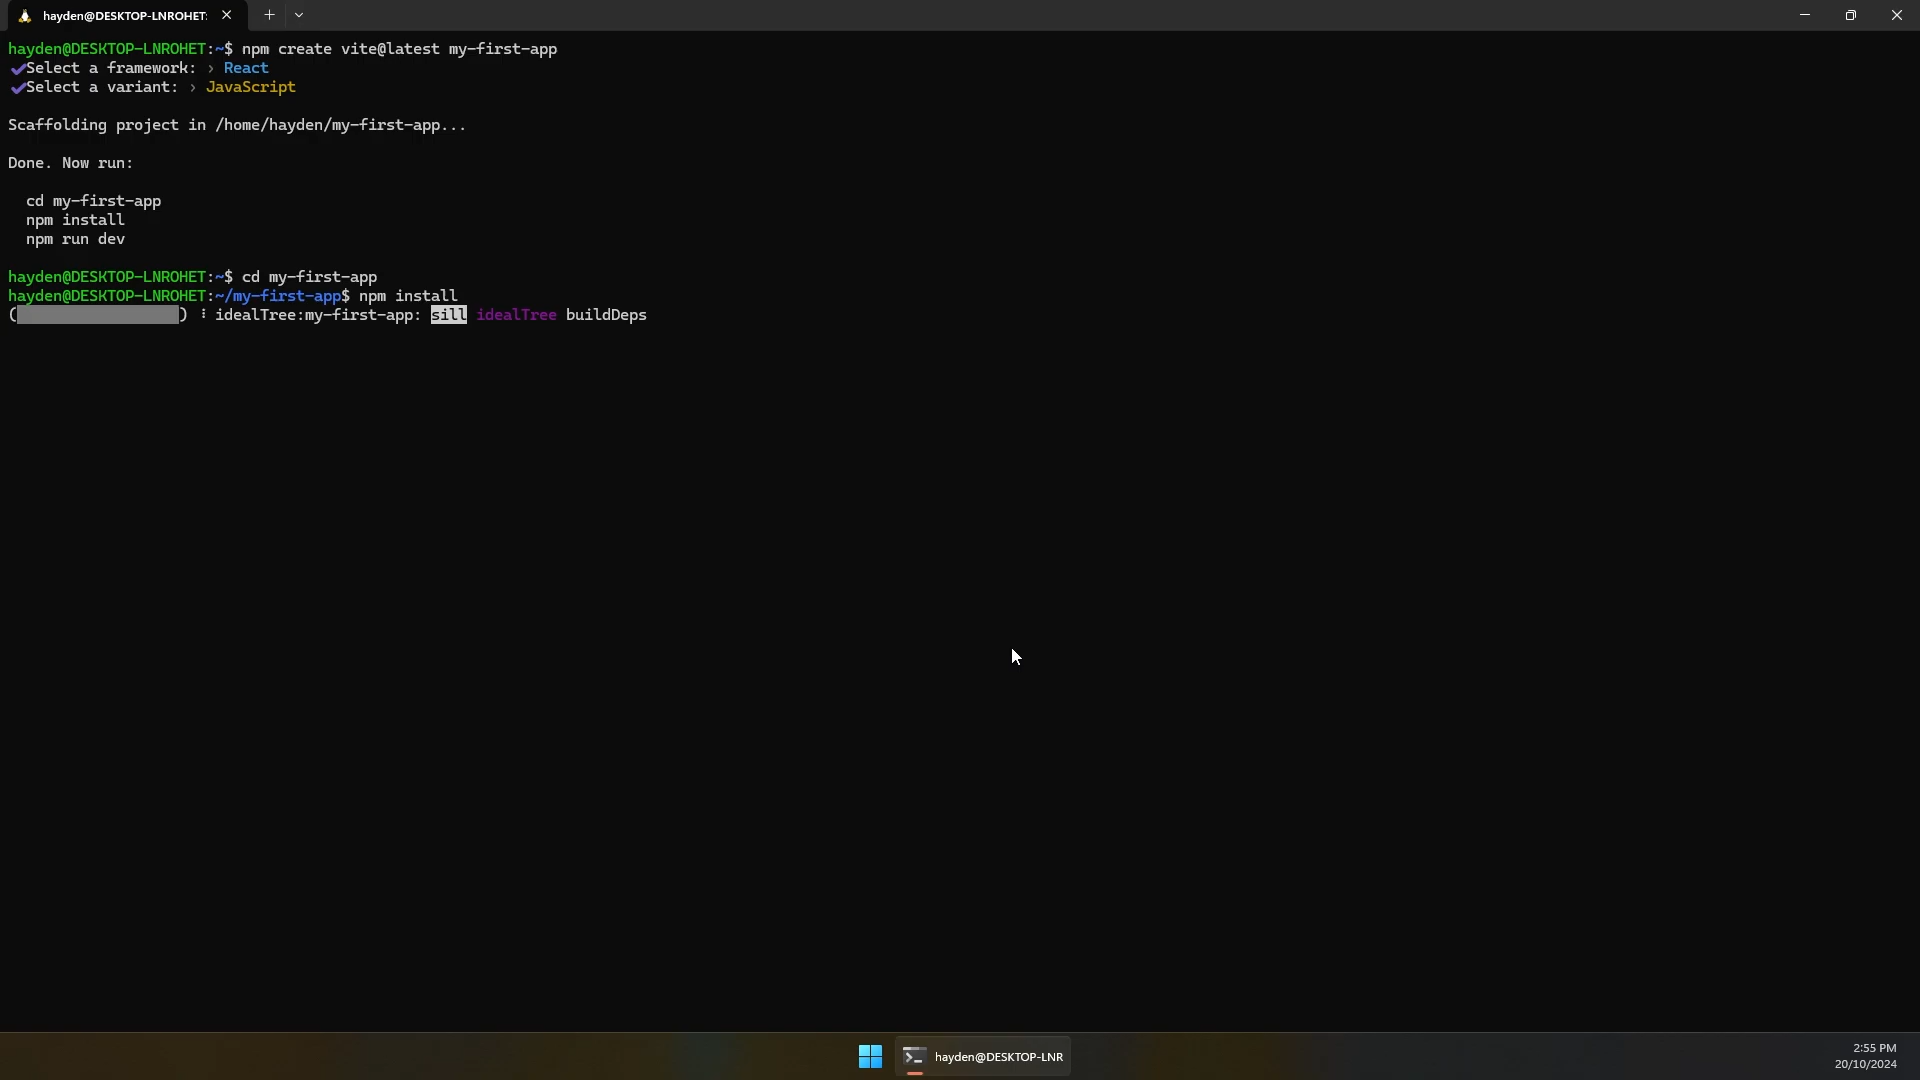 hayden@DESKTOP-LNROHET:
hayden@DESKTOP-LNROHET:~$ npm create vite@latest my-first-app
✔Select a framework: › React
✔Select a variant: › JavaScript
Scaffolding project in /home/hayden/my-first-app...
Done. Now run:
cd my-first-app
npm install
npm run dev
hayden@DESKTOP-LNROHET:~$ cd my-first-app
hayden@DESKTOP-LNROHET:~/my-first-app$ npm install
( ) ⠸ idealTree:my-first-app: sill idealTree buildDeps
hayden@DESKTOP-LNR
2:55 PM
20/10/2024